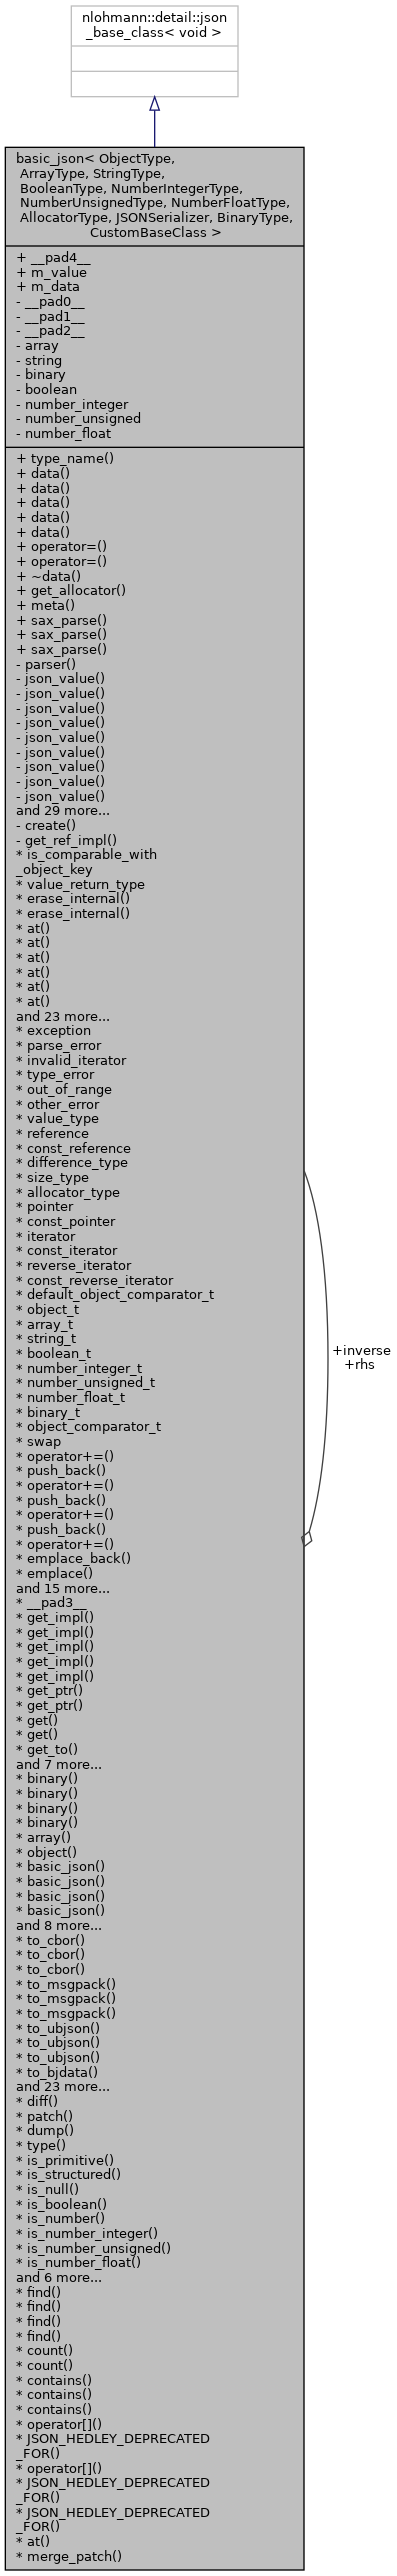 nlohmann::detail::json
_base_class< void >
basic_json< ObjectType,
ArrayType, StringType,
BooleanType, NumberIntegerType,
NumberUnsignedType, NumberFloatType,
AllocatorType, JSONSerializer, BinaryType,
CustomBaseClass >
+ __pad4__
+ m_value
+ m_data
- __pad0__
- __pad1__
- __pad2__
- array
- string
- binary
- boolean
- number_integer
- number_unsigned
- number_float
+ type_name()
+ data()
+ data()
+ data()
+ data()
+ data()
+ operator=()
+ operator=()
+ ~data()
+ get_allocator()
+ meta()
+ sax_parse()
+ sax_parse()
+ sax_parse()
- parser()
- json_value()
- json_value()
- json_value()
- json_value()
- json_value()
- json_value()
- json_value()
- json_value()
- json_value()
and 29 more...
- create()
- get_ref_impl()
* is_comparable_with
_object_key
* value_return_type
* erase_internal()
* erase_internal()
* at()
* at()
* at()
* at()
* at()
* at()
and 23 more...
* exception
* parse_error
* invalid_iterator
* type_error
* out_of_range
* other_error
* value_type
* reference
* const_reference
* difference_type
* size_type
* allocator_type
* pointer
* const_pointer
* iterator
* const_iterator
* reverse_iterator
* const_reverse_iterator
* default_object_comparator_t
* object_t
* array_t
* string_t
* boolean_t
* number_integer_t
* number_unsigned_t
* number_float_t
* binary_t
* object_comparator_t
* swap
* operator+=()
* push_back()
* operator+=()
* push_back()
* operator+=()
* push_back()
* operator+=()
* emplace_back()
* emplace()
and 15 more...
* __pad3__
* get_impl()
* get_impl()
* get_impl()
* get_impl()
* get_impl()
* get_ptr()
* get_ptr()
* get()
* get()
* get_to()
and 7 more...
* binary()
* binary()
* binary()
* binary()
* array()
* object()
* basic_json()
* basic_json()
* basic_json()
* basic_json()
and 8 more...
* to_cbor()
* to_cbor()
* to_cbor()
* to_msgpack()
* to_msgpack()
* to_msgpack()
* to_ubjson()
* to_ubjson()
* to_ubjson()
* to_bjdata()
and 23 more...
* diff()
* patch()
* dump()
* type()
* is_primitive()
* is_structured()
* is_null()
* is_boolean()
* is_number()
* is_number_integer()
* is_number_unsigned()
* is_number_float()
and 6 more...
* find()
* find()
* find()
* find()
* count()
* count()
* contains()
* contains()
* contains()
* operator[]()
* JSON_HEDLEY_DEPRECATED
_FOR()
* operator[]()
* JSON_HEDLEY_DEPRECATED
_FOR()
* JSON_HEDLEY_DEPRECATED
_FOR()
* at()
* merge_patch()
+inverse
+rhs